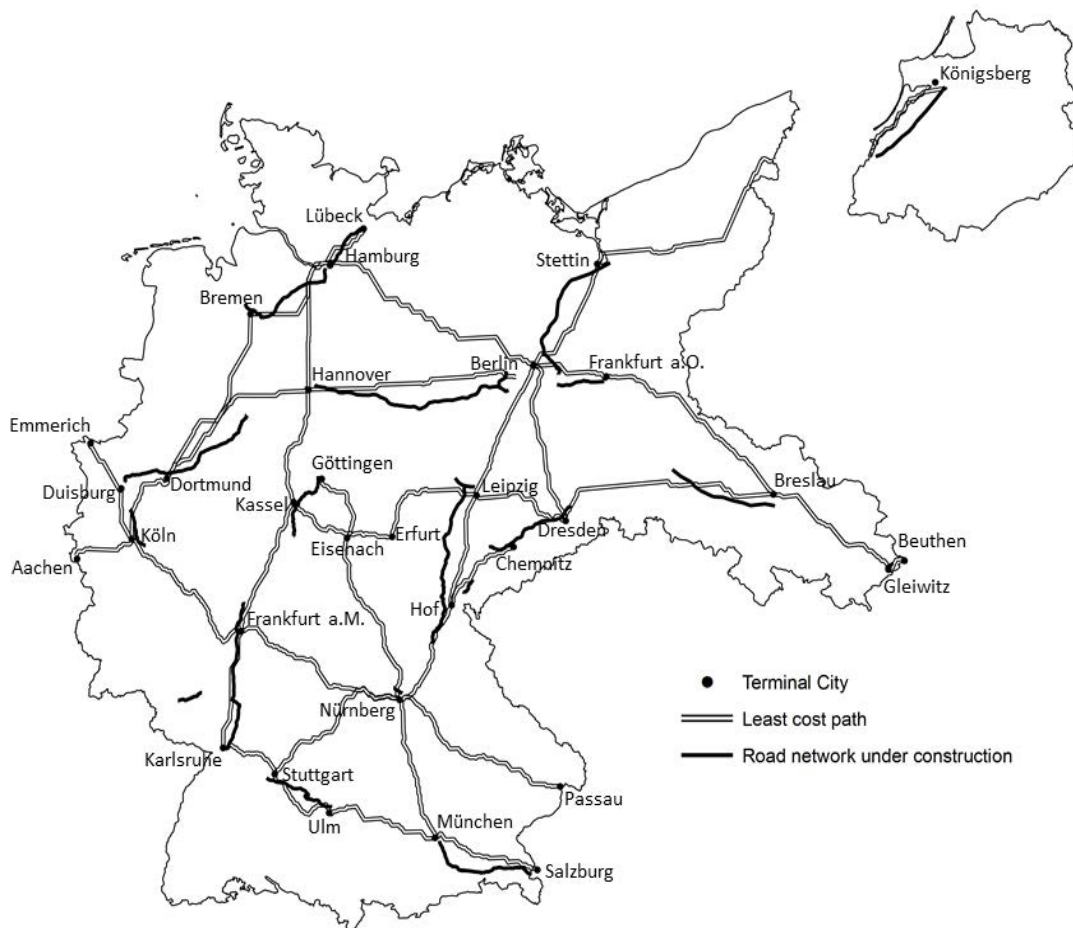 Königsberg
Lübeck
Hamburg
Stettin
Bremen
Berlin
Frankfurt a.O.
Hannover
Emmerich
Göttingen
Duisburg
Dortmund
Kassel
Leipzig
Breslau
Köln
Eisenach
Erfurt
Dresden
Aachen
Chemnitz
Beuthen
Gleiwitz
Hof
Frankfurt a.M.
Terminal City
Nürnberg
Least cost path
Karlsruhe
Road network under construction
Stuttgart
Passau
Ulm
München
Salzburg